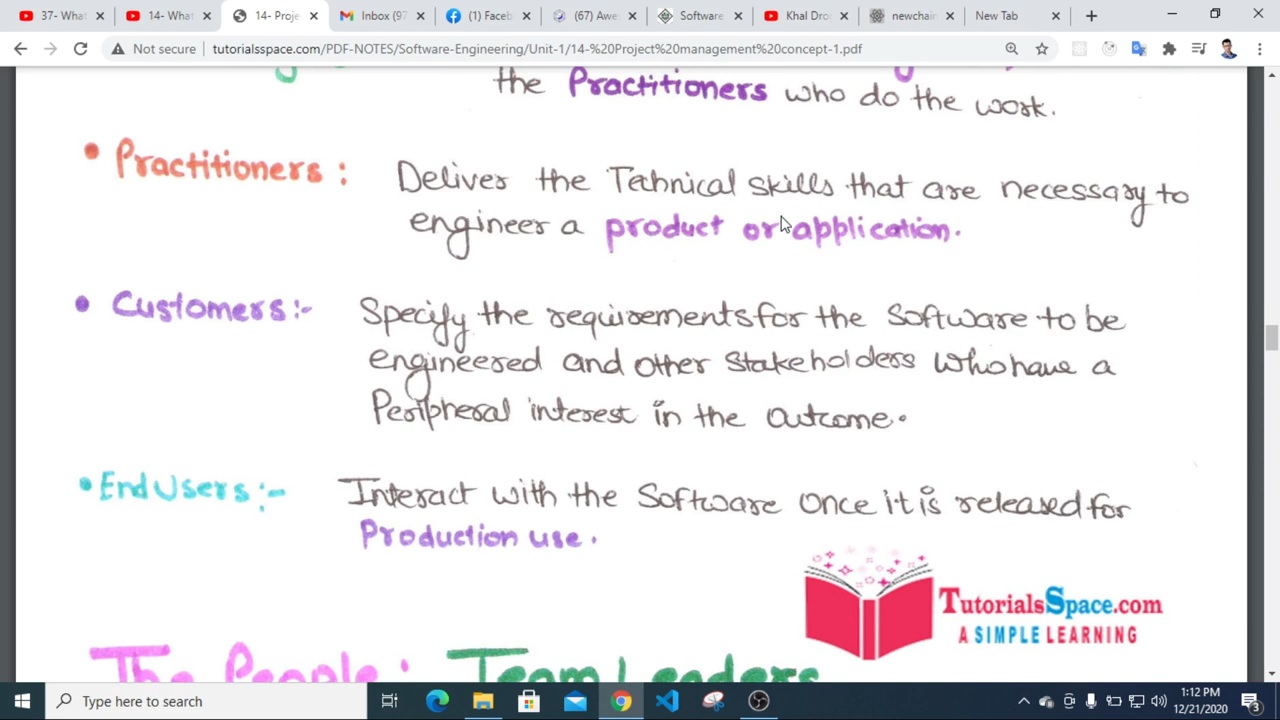 37- What
14- What
14- Proje
Inbox (97
(1) Faceb
(67) Awe
Software
Khal Dro
newchair
New Tab
Not secure
tutorialsspace.com/PDF-NOTES/Software-Engineering/Unit-1/14-%20Project%20management%20concept-1.pdf
the Practitioners who do the work.
• Practitioners : Deliver the Technical skills that are necessary to
engineer a product or application.
• Customers :- Specify the requirements for the Software to be
engineered and other Stakeholders who have a
Peripheral interest in the outcome.
• End Users :- Interact with the Software Once it is released for
Production use.
TutorialsSpace.com
A SIMPLE LEARNING
The People : Team Leaders
Type here to search
1:12 PM
12/21/2020
3